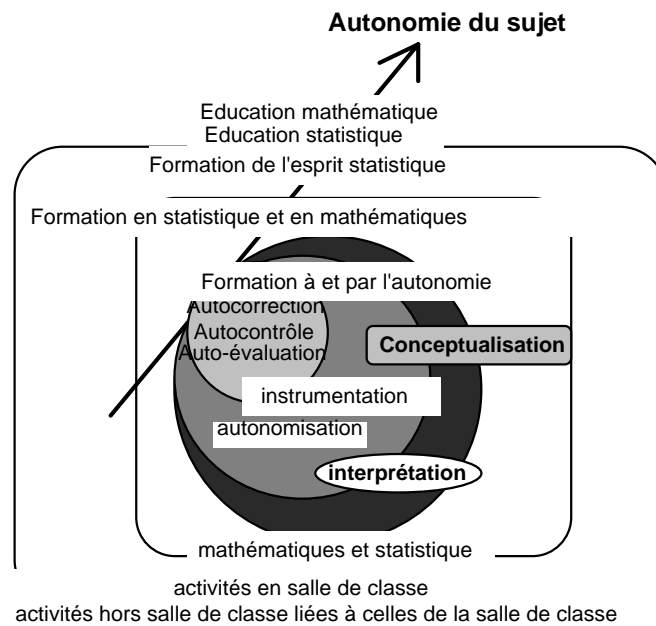 Autonomie du sujet
Education mathématique
Education statistique
Formation de l'esprit statistique
Formation en statistique et en mathématiques
Formation à et par l'autonomie
Autocorrection
Autocontrôle
Auto-évaluation
Conceptualisation
instrumentation
autonomisation
interprétation
mathématiques et statistique
activités en salle de classe
activités hors salle de classe liées à celles de la salle de classe